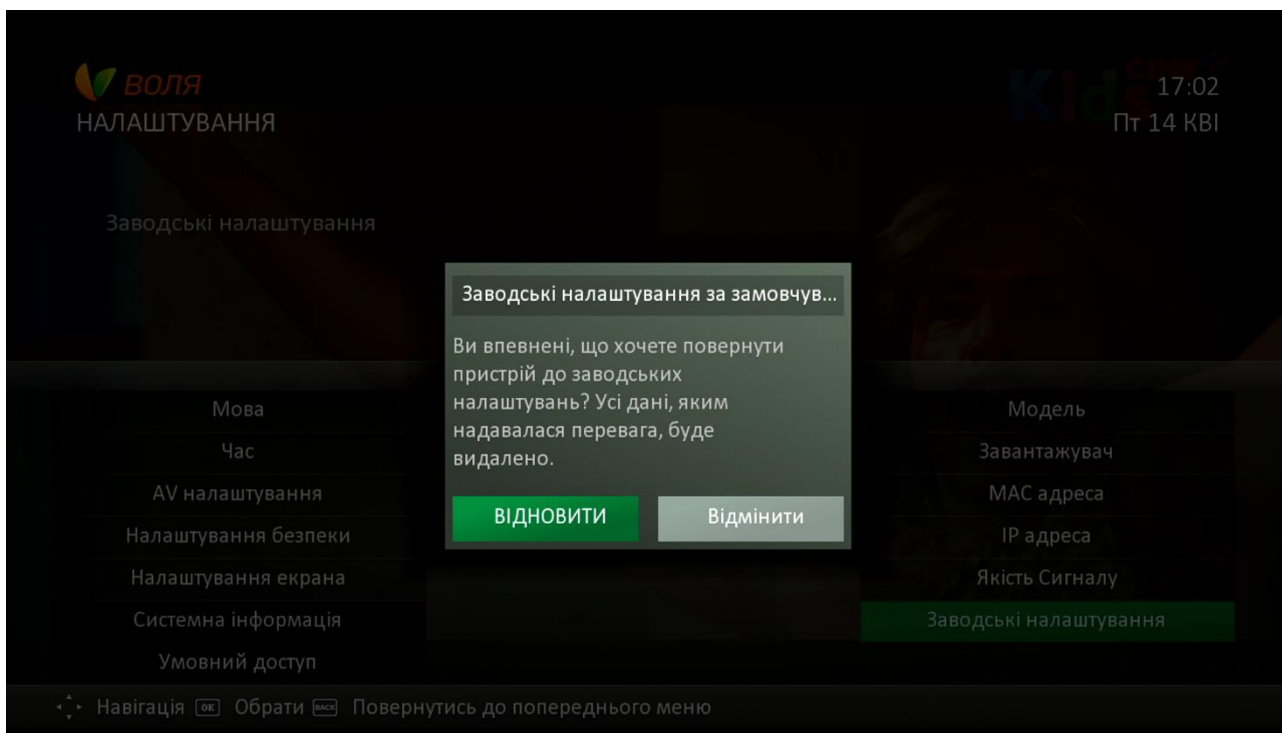 ВОЛЯ
НАЛАШТУВАННЯ
Kids
CINE
17:02
Пт 14 КВІ
Заводські налаштування
Заводські налаштування за замовчув...
Ви впевнені, що хочете повернути
пристрій до заводських
налаштувань? Усі дані, яким
надавалася перевага, буде
видалено.
ВІДНОВИТИ
Відмінити
Мова
Час
AV налаштування
Налаштування безпеки
Налаштування екрана
Системна інформація
Умовний доступ
Модель
Завантажувач
MAC адреса
IP адреса
Якість Сигналу
Заводські налаштування
Навігація OK Обрати BACK Повернутись до попереднього меню